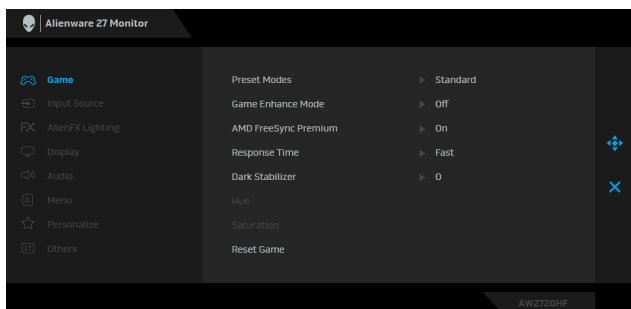 Alienware 27 Monitor
Game
Input Source
AlienFX Lighting
Display
Audio
Menu
Personalize
Others
Preset Modes Standard
Game Enhance Mode Off
AMD FreeSync Premium On
Response Time Fast
Dark Stabilizer 0
Hue
Saturation
Reset Game
AW2720HF